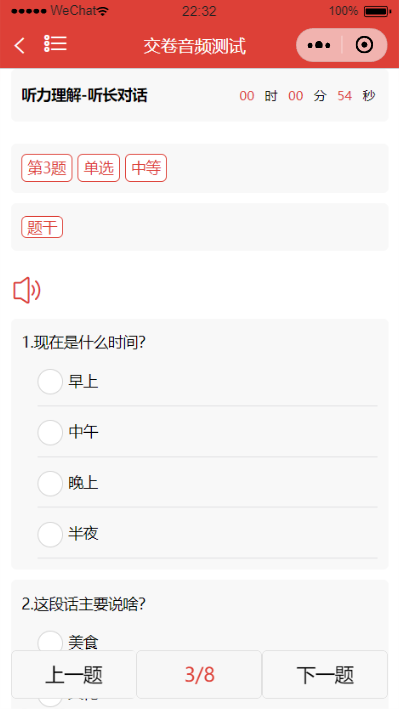 WeChat 22:32 100%
交卷音频测试
听力理解-听长对话 00 时 00 分 54 秒
第3题 单选 中等
题干
1.现在是什么时间?
早上
中午
晚上
半夜
2.这段话主要说啥?
美食
上一题 3/8 下一题